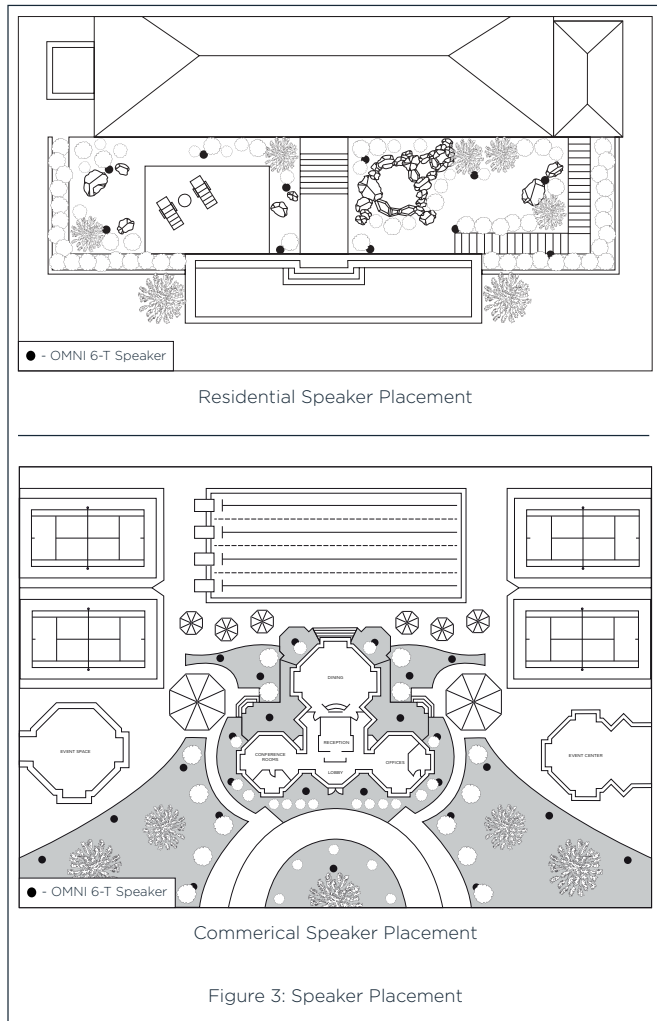 - OMNI 6-T Speaker
Residential Speaker Placement
DINING
RECEPTION
EVENT SPACE
CONFERENCE
ROOMS
OFFICES
EVENT CENTER
LOBBY
- OMNI 6-T Speaker
Commerical Speaker Placement
Figure 3: Speaker Placement